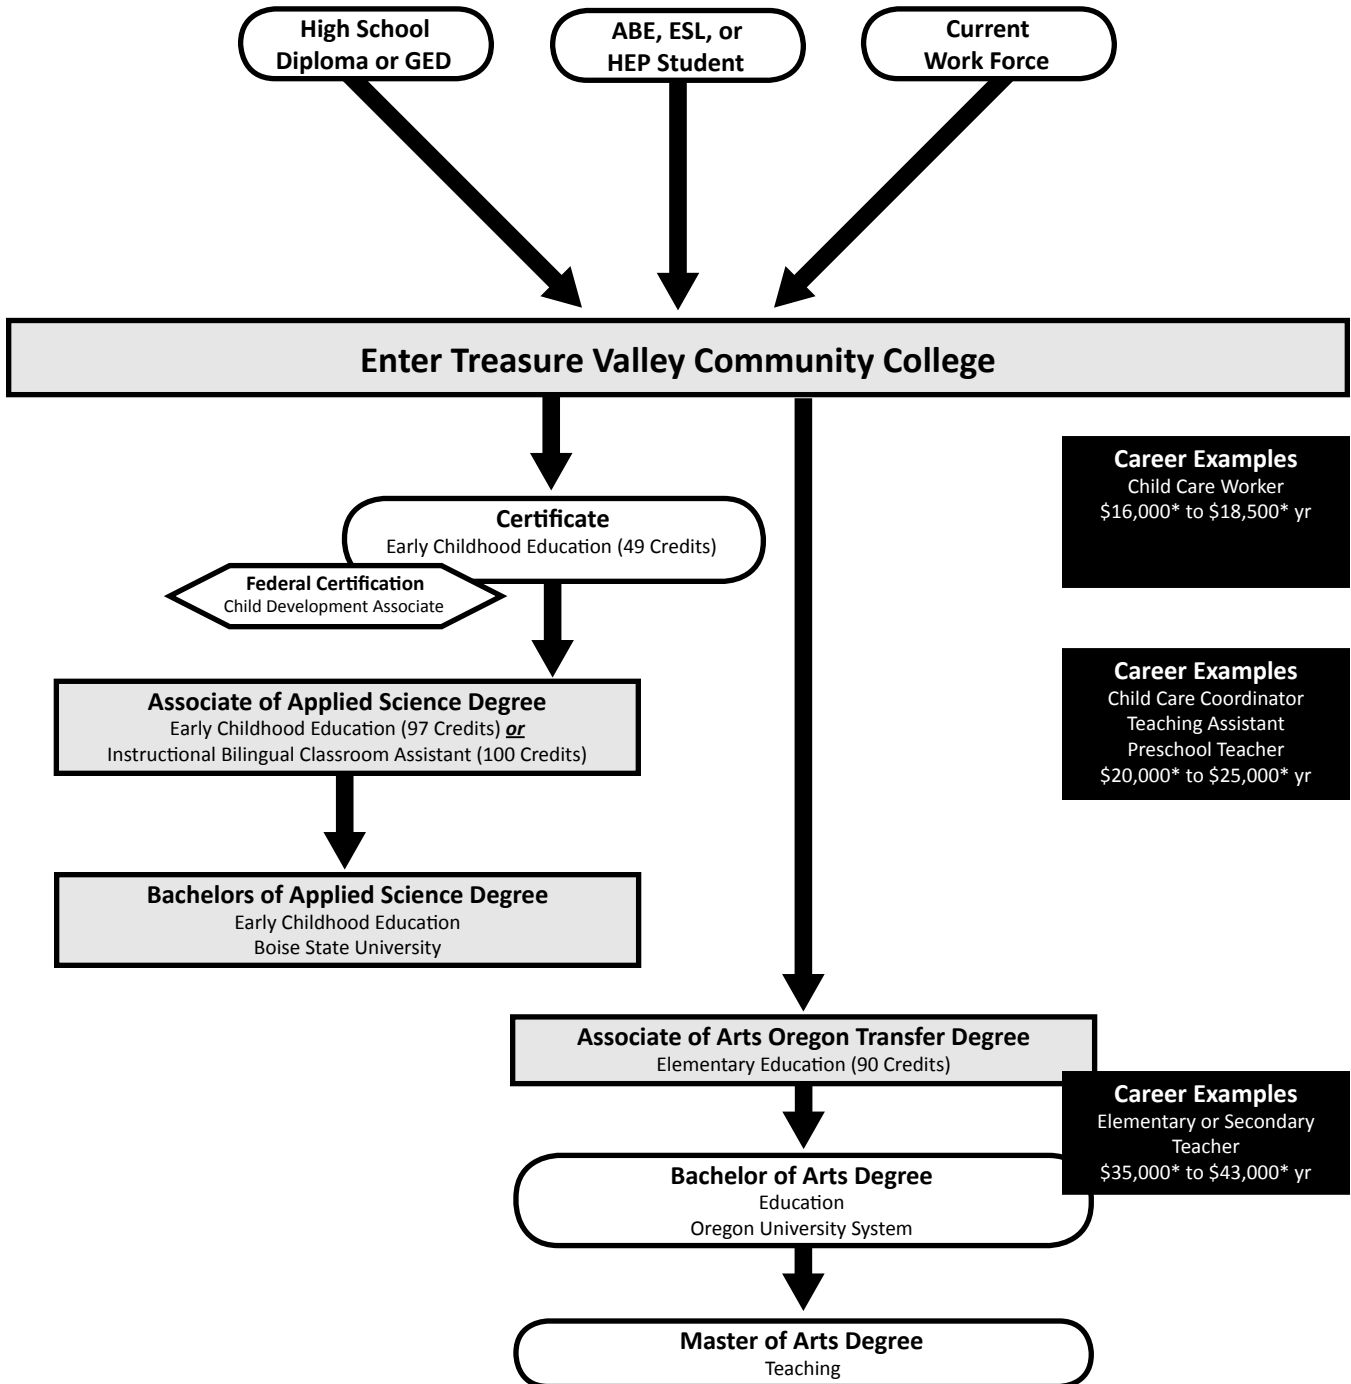 High School
Diploma or GED
ABE, ESL, or
HEP Student
Current
Work Force
Enter Treasure Valley Community College
Career Examples
Child Care Worker
$16,000* to $18,500* yr
Certificate
Early Childhood Education (49 Credits)
Federal Certification
Child Development Associate
Career Examples
Child Care Coordinator
Teaching Assistant
Preschool Teacher
$20,000* to $25,000* yr
Associate of Applied Science Degree
Early Childhood Education (97 Credits) or
Instructional Bilingual Classroom Assistant (100 Credits)
Bachelors of Applied Science Degree
Early Childhood Education
Boise State University
Associate of Arts Oregon Transfer Degree
Elementary Education (90 Credits)
Career Examples
Elementary or Secondary
Teacher
$35,000* to $43,000* yr
Bachelor of Arts Degree
Education
Oregon University System
Master of Arts Degree
Teaching